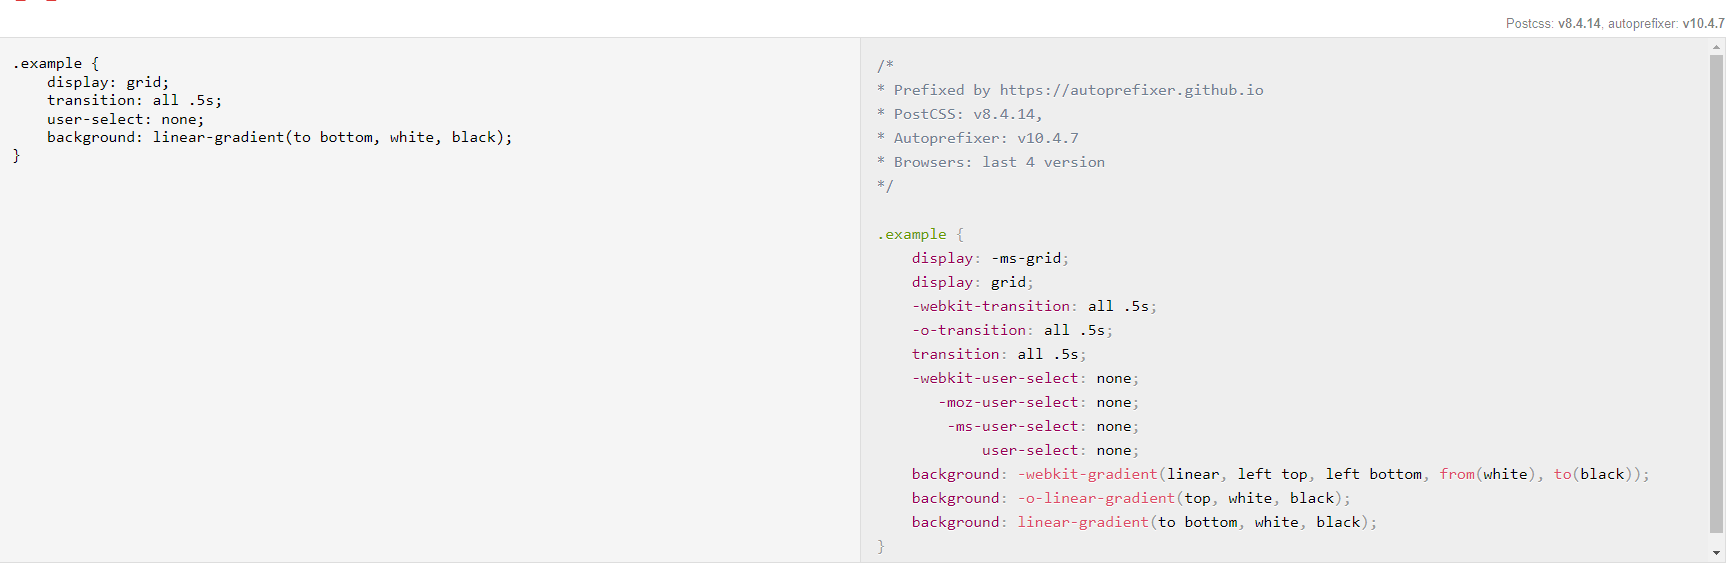 Postcss: v8.4.14, autoprefixer: v10.4.7
.example {
    display: grid;
    transition: all .5s;
    user-select: none;
    background: linear-gradient(to bottom, white, black);
}
/*
* Prefixed by https://autoprefixer.github.io
* PostCSS: v8.4.14,
* Autoprefixer: v10.4.7
* Browsers: last 4 version
*/

.example {
    display: -ms-grid;
    display: grid;
    -webkit-transition: all .5s;
    -o-transition: all .5s;
    transition: all .5s;
    -webkit-user-select: none;
       -moz-user-select: none;
        -ms-user-select: none;
            user-select: none;
    background: -webkit-gradient(linear, left top, left bottom, from(white), to(black));
    background: -o-linear-gradient(top, white, black);
    background: linear-gradient(to bottom, white, black);
}